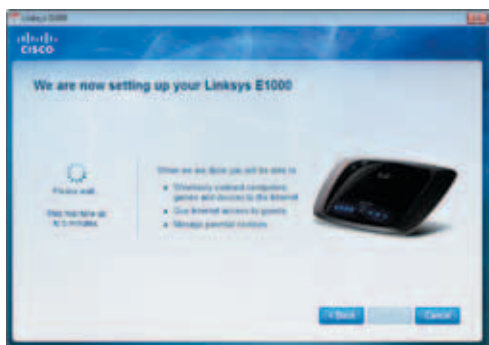 Linksys E1000
CISCO
We are now setting up your Linksys E1000
Please wait...
This may take up
to 5 minutes.
When we are done you will be able to:
Wirelessly connect computers,
games and devices to the Internet
Give Internet access to guests
Manage parental controls
< Back
Cancel